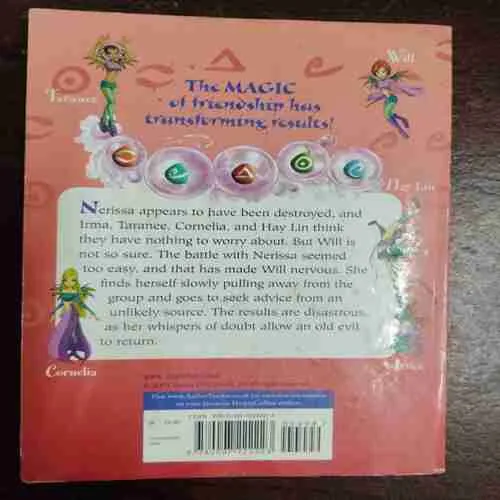 Will
Taranee
The MAGIC
of friendship has
transforming results!
Hay Lin
Nerissa appears to have been destroyed, and
Irma, Taranee, Cornelia, and Hay Lin think
they have nothing to worry about. But Will is
not so sure. The battle with Nerissa seemed
too easy, and that has made Will nervous. She
finds herself slowly pulling away from the
group and goes to seek advice from an
unlikely source. The results are disastrous,
as her whispers of doubt allow an old evil
to return.
Cornelia
Irma